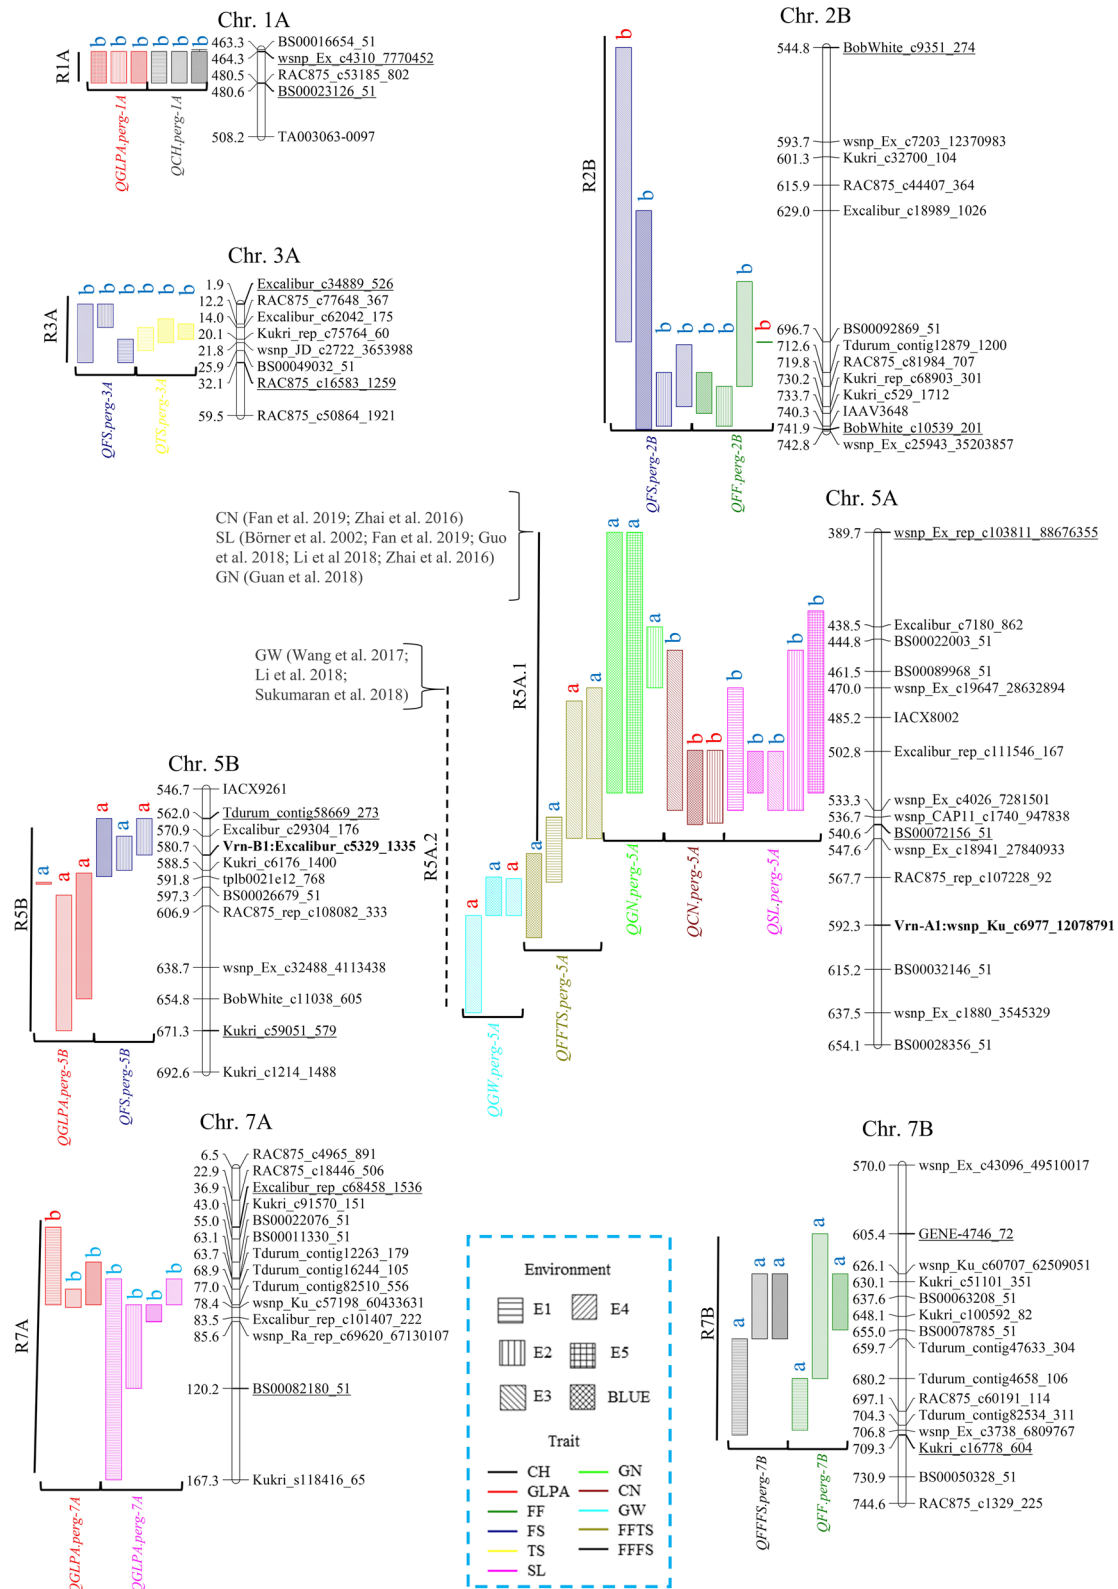 Chr. 1A
R1A
b b b b b b
463.3 BS00016654_51
464.3 wsnp_Ex_c4310_7770452
480.5 RAC875_c53185_802
480.6 BS00023126_51
508.2 TA003063-0097
QGLPA.perg-1A
QCH.perg-1A
Chr. 2B
R2B
b
b
b b b b
b
b
544.8 BobWhite_c9351_274
593.7 wsnp_Ex_c7203_12370983
601.3 Kukri_c32700_104
615.9 RAC875_c44407_364
629.0 Excalibur_c18989_1026
696.7 BS00092869_51
712.6 Tdurum_contig12879_1200
719.8 RAC875_c81984_707
730.2 Kukri_rep_c68903_301
733.7 Kukri_c529_1712
740.3 IAAV3648
741.9 BobWhite_c10539_201
742.8 wsnp_Ex_c25943_35203857
QFS.perg-2B
QFF.perg-2B
Chr. 3A
R3A
b b b b b b
1.9 Excalibur_c34889_526
12.2 RAC875_c77648_367
14.0 Excalibur_c62042_175
20.1 Kukri_rep_c75764_60
21.8 wsnp_JD_c2722_3653988
25.9 BS00049032_51
32.1 RAC875_c16583_1259
59.5 RAC875_c50864_1921
QFS.perg-3A
QTS.perg-3A
Chr. 5A
CN (Fan et al. 2019; Zhai et al. 2016)
SL (Börner et al. 2002; Fan et al. 2019; Guo
et al. 2018; Li et al 2018; Zhai et al. 2016)
GN (Guan et al. 2018)
GW (Wang et al. 2017;
Li et al. 2018;
Sukumaran et al. 2018)
R5A.1
R5A.2
a a a
b b b
b b b b b
a a a a
a a a
389.7 wsnp_Ex_rep_c103811_88676355
438.5 Excalibur_c7180_862
444.8 BS00022003_51
461.5 BS00089968_51
470.0 wsnp_Ex_c19647_28632894
485.2 IACX8002
502.8 Excalibur_rep_c111546_167
533.3 wsnp_Ex_c4026_7281501
536.7 wsnp_CAP11_c1740_947838
540.6 BS00072156_51
547.6 wsnp_Ex_c18941_27840933
567.7 RAC875_rep_c107228_92
592.3 Vrn-A1:wsnp_Ku_c6977_12078791
615.2 BS00032146_51
637.5 wsnp_Ex_c1880_3545329
654.1 BS00028356_51
QGW.perg-5A
QFFTS.perg-5A
QGN.perg-5A
QCN.perg-5A
QSL.perg-5A
Chr. 5B
R5B
a a a
a a a
546.7 IACX9261
562.0 Tdurum_contig58669_273
570.9 Excalibur_c29304_176
580.7 Vrn-B1:Excalibur_c5329_1335
588.5 Kukri_c6176_1400
591.8 tplb0021e12_768
597.3 BS00026679_51
606.9 RAC875_rep_c108082_333
638.7 wsnp_Ex_c32488_4113438
654.8 BobWhite_c11038_605
671.3 Kukri_c59051_579
692.6 Kukri_c1214_1488
QGLPA.perg-5B
QFS.perg-5B
Chr. 7A
R7A
b b b
b b b b
6.5 RAC875_c4965_891
22.9 RAC875_c18446_506
36.9 Excalibur_rep_c68458_1536
43.0 Kukri_c91570_151
55.0 BS00022076_51
63.1 BS00011330_51
63.7 Tdurum_contig12263_179
68.9 Tdurum_contig16244_105
77.0 Tdurum_contig82510_556
78.4 wsnp_Ku_c57198_60433631
83.5 Excalibur_rep_c101407_222
85.6 wsnp_Ra_rep_c69620_67130107
120.2 BS00082180_51
167.3 Kukri_s118416_65
QGLPA.perg-7A
QGLPA.perg-7A
Environment
E1 E4
E2 E5
E3 BLUE
Trait
CH GN
GLPA CN
FF GW
FS FFTS
TS FFFS
SL
Chr. 7B
R7B
a a a
a a a
570.0 wsnp_Ex_c43096_49510017
605.4 GENE-4746_72
626.1 wsnp_Ku_c60707_62509051
630.1 Kukri_c51101_351
637.6 BS00063208_51
648.1 Kukri_c100592_82
655.0 BS00078785_51
659.7 Tdurum_contig47633_304
680.2 Tdurum_contig4658_106
697.1 RAC875_c60191_114
704.3 Tdurum_contig82534_311
706.8 wsnp_Ex_c3738_6809767
709.3 Kukri_c16778_604
730.9 BS00050328_51
744.6 RAC875_c1329_225
QFFFS.perg-7B
QFF.perg-7B